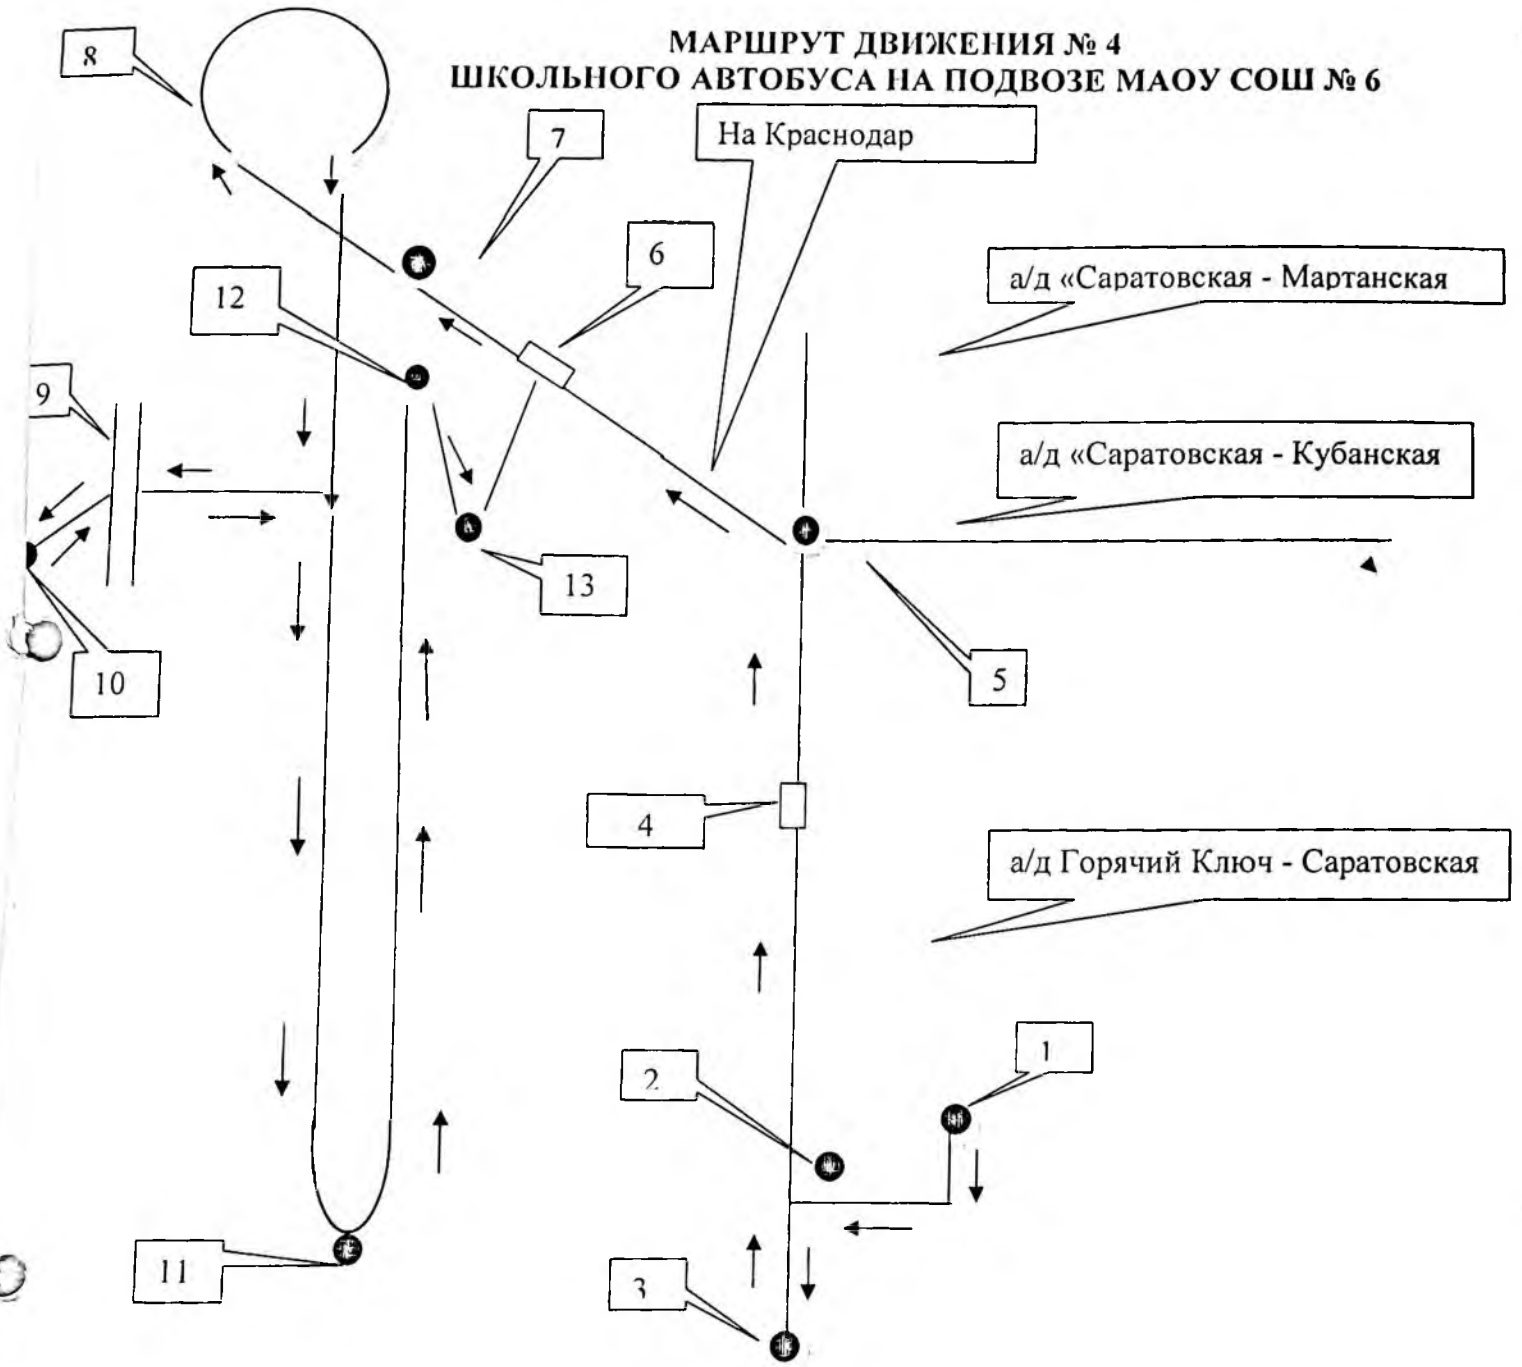 МАРШРУТ ДВИЖЕНИЯ № 4
ШКОЛЬНОГО АВТОБУСА НА ПОДВОЗЕ МАОУ СОШ № 6
8
7
На Краснодар
6
12
а/д «Саратовская - Мартанская
9
а/д «Саратовская - Кубанская
13
10
5
4
а/д Горячий Ключ - Саратовская
1
2
11
3